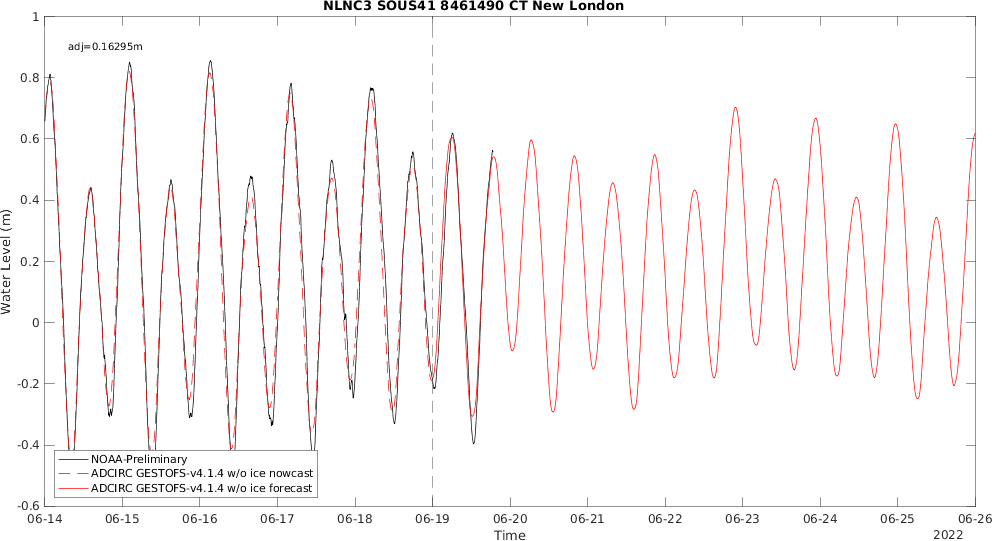 NLNC3 SOUS41 8461490 CT New London
adj=0.16295m
1
0.8
0.6
0.4
0.2
0
-0.2
-0.4
-0.6
Water Level (m)
NOAA-Preliminary
ADCIRC GESTOFS-v4.1.4 w/o ice nowcast
ADCIRC GESTOFS-v4.1.4 w/o ice forecast
06-14 06-15 06-16 06-17 06-18 06-19 06-20 06-21 06-22 06-23 06-24 06-25 06-26
Time
2022